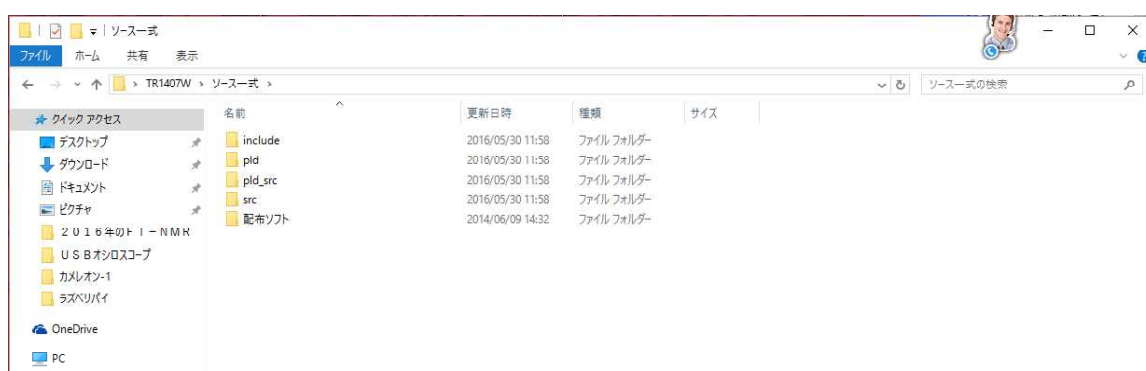 ソース一式
ファイル ホーム 共有 表示
TR1407W › ソース一式 ›
ソース一式の検索
クイック アクセス
デスクトップ
ダウンロード
ドキュメント
ピクチャ
２０１６年のＦＴ－ＮＭＲ
ＵＳＢオシロスコープ
カメレオン-1
ラズベリパイ
OneDrive
PC
名前 更新日時 種類 サイズ
include 2016/05/30 11:58 ファイル フォルダー
pld 2016/05/30 11:58 ファイル フォルダー
pld_src 2016/05/30 11:58 ファイル フォルダー
src 2016/05/30 11:58 ファイル フォルダー
配布ソフト 2014/06/09 14:32 ファイル フォルダー